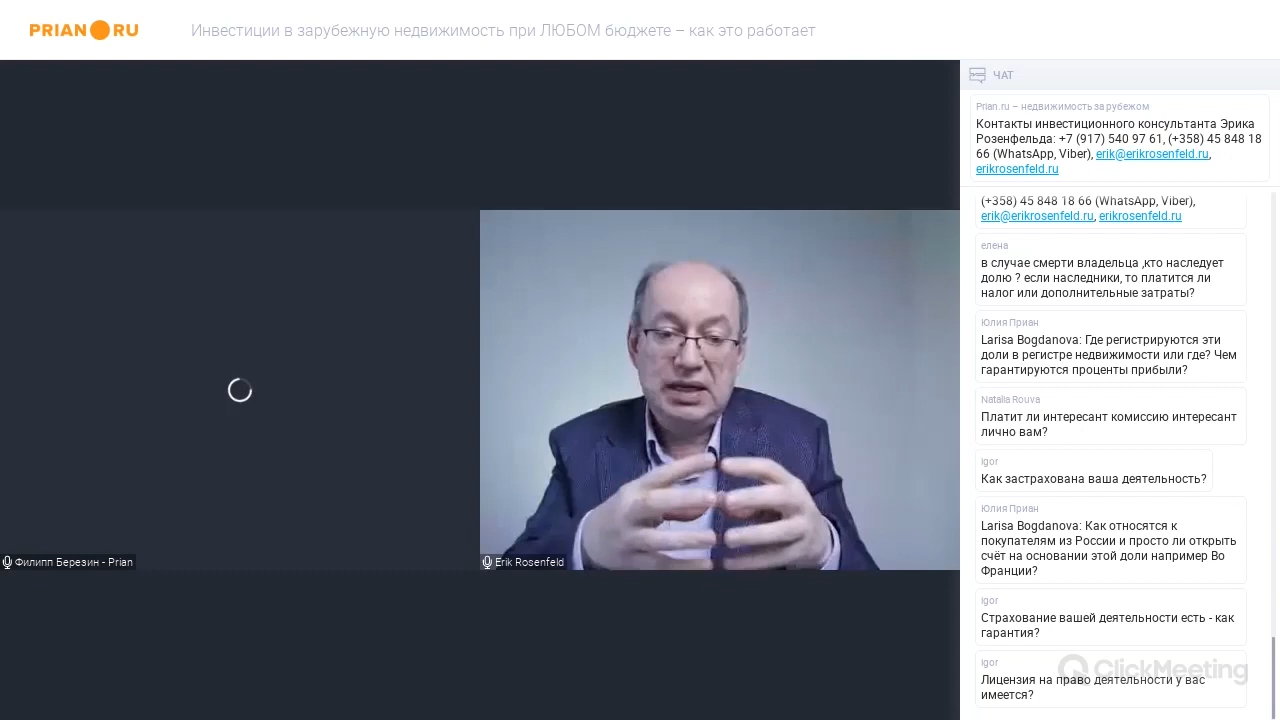 PRIAN RU
Инвестиции в зарубежную недвижимость при ЛЮБОМ бюджете – как это работает
ЧАТ
Prian.ru – недвижимость за рубежом
Контакты инвестиционного консультанта Эрика
Розенфельда: +7 (917) 540 97 61, (+358) 45 848 18
66 (WhatsApp, Viber), erik@erikrosenfeld.ru,
erikrosenfeld.ru
(+358) 45 848 18 66 (WhatsApp, Viber),
erik@erikrosenfeld.ru, erikrosenfeld.ru
елена
в случае смерти владельца ,кто наследует
долю ? если наследники, то платится ли
налог или дополнительные затраты?
Юлия Приан
Larisa Bogdanova: Где регистрируются эти
доли в регистре недвижимости или где? Чем
гарантируются проценты прибыли?
Natalia Rouva
Платит ли интересант комиссию интересант
лично вам?
igor
Как застрахована ваша деятельность?
Юлия Приан
Larisa Bogdanova: Как относятся к
покупателям из России и просто ли открыть
счёт на основании этой доли например Во
Франции?
igor
Страхование вашей деятельности есть - как
гарантия?
igor
Лицензия на право деятельности у вас
имеется?
ClickMeeting
Филипп Березин - Prian
Erik Rosenfeld